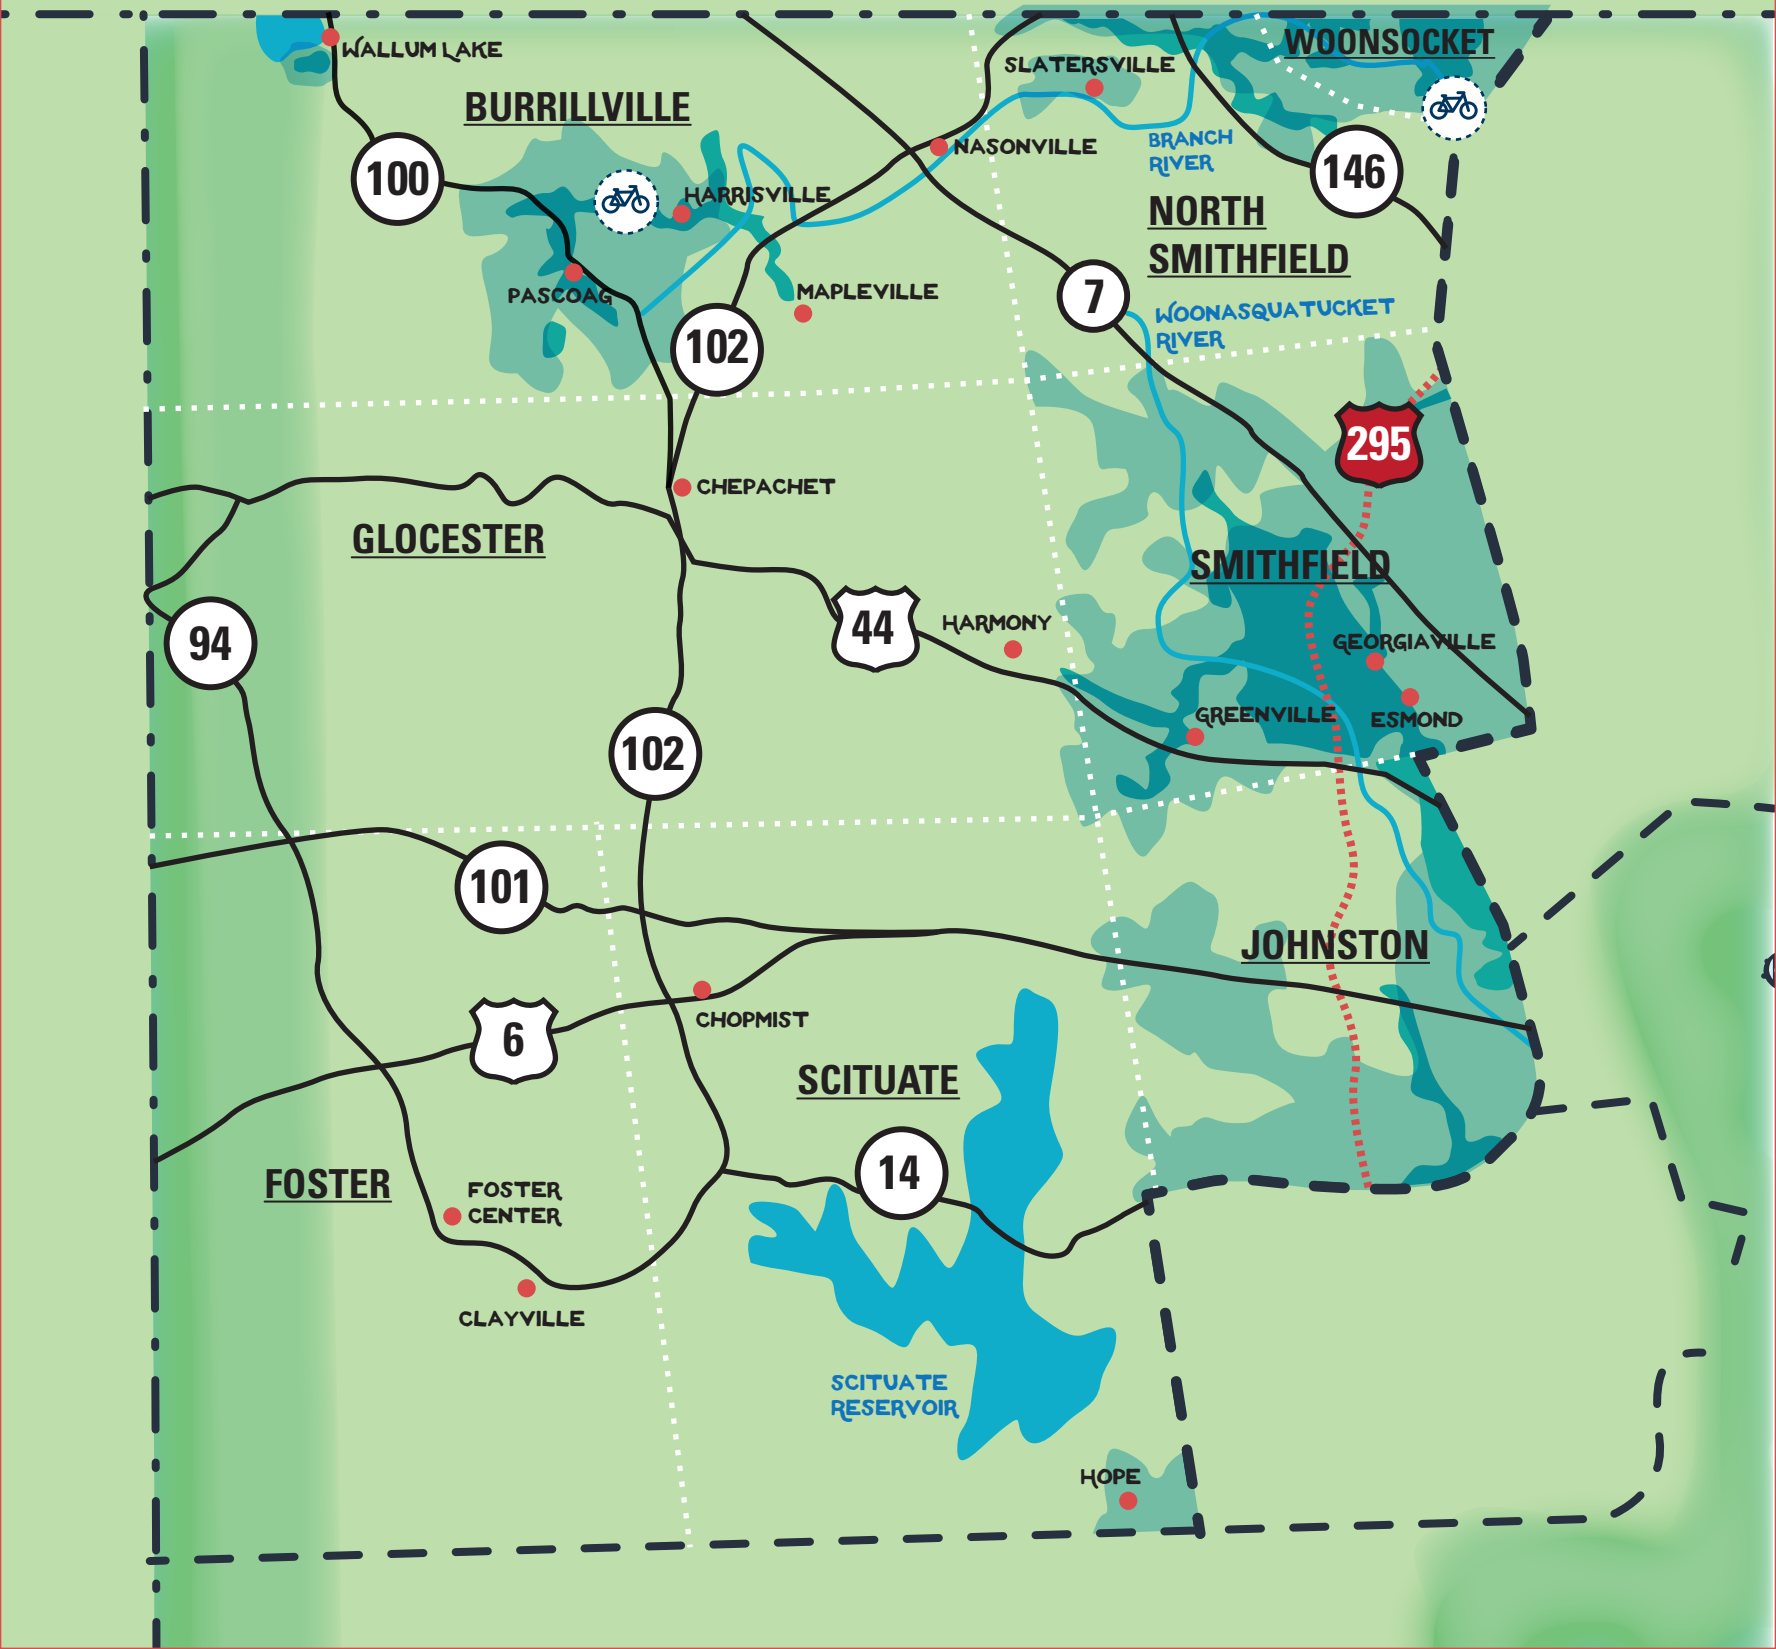 WALLUM LAKE
WOONSOCKET
SLATERSVILLE
BURRILLVILLE
BRANCH
RIVER
NASONVILLE
100
146
HARRISVILLE
NORTH
SMITHFIELD
PASCOAG
MAPLEVILLE
7
WOONASQUATUCKET
RIVER
102
295
CHEPACHET
GLOCESTER
SMITHFIELD
94
44
HARMONY
GEORGIAVILLE
GREENVILLE
ESMOND
102
101
JOHNSTON
CHOPMIST
6
SCITUATE
FOSTER
14
FOSTER
CENTER
CLAYVILLE
SCITUATE
RESERVOIR
HOPE